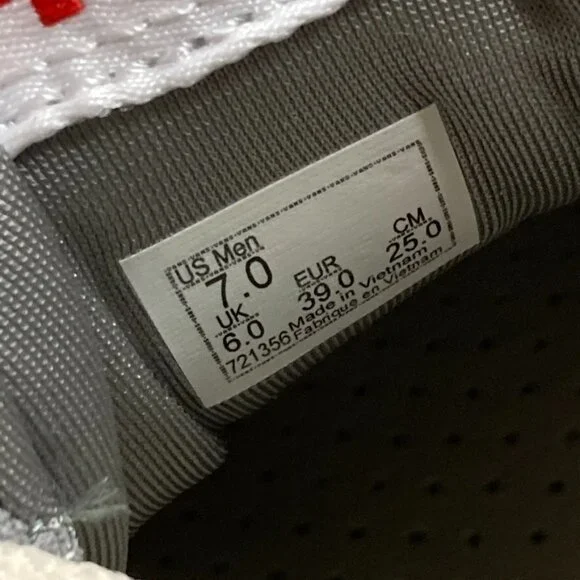 US Men
7.0
UK EUR CM
6.0 39.0 25.0
721356 Made in Vietnam
Fabrique en Vietnam